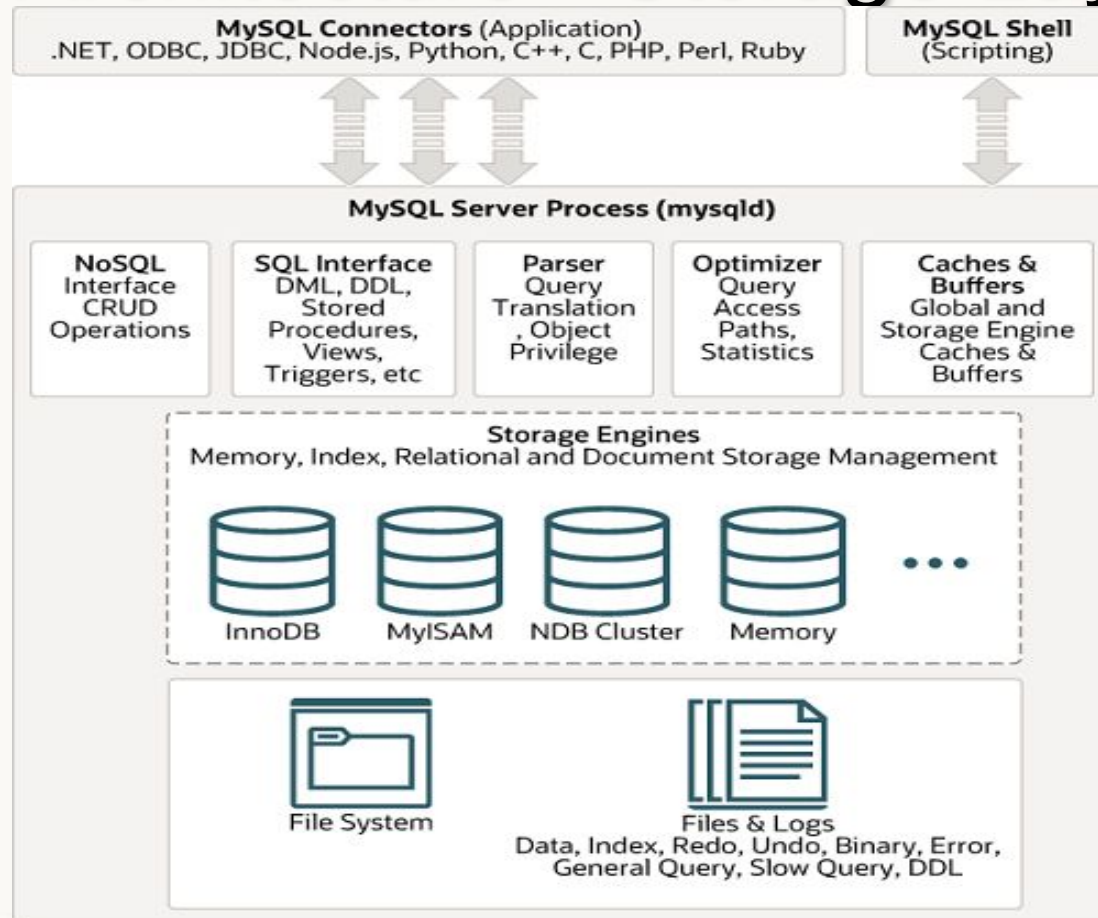 MySQL Connectors (Application)
.NET, ODBC, JDBC, Node.js, Python, C++, C, PHP, Perl, Ruby
MySQL Shell
(Scripting)
MySQL Server Process (mysqld)
NoSQL
Interface
CRUD
Operations
SQL Interface
DML, DDL,
Stored
Procedures,
Views,
Triggers, etc
Parser
Query
Translation
, Object
Privilege
Optimizer
Query
Access
Paths,
Statistics
Caches &
Buffers
Global and
Storage Engine
Caches &
Buffers
Storage Engines
Memory, Index, Relational and Document Storage Management
InnoDB
MyISAM
NDB Cluster
Memory
File System
Files & Logs
Data, Index, Redo, Undo, Binary, Error,
General Query, Slow Query, DDL